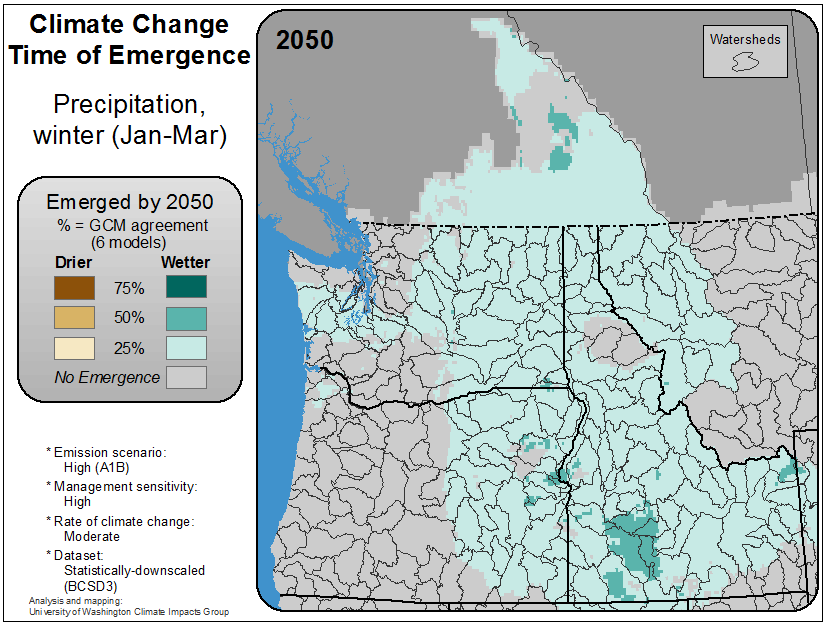 Climate Change
Time of Emergence
Precipitation,
winter (Jan-Mar)
Emerged by 2050
% = GCM agreement
(6 models)
Drier Wetter
75%
50%
25%
No Emergence
* Emission scenario:
High (A1B)
* Management sensitivity:
High
* Rate of climate change:
Moderate
* Dataset:
Statistically-downscaled
(BCSD3)
Analysis and mapping:
University of Washington Climate Impacts Group
2050
Watersheds